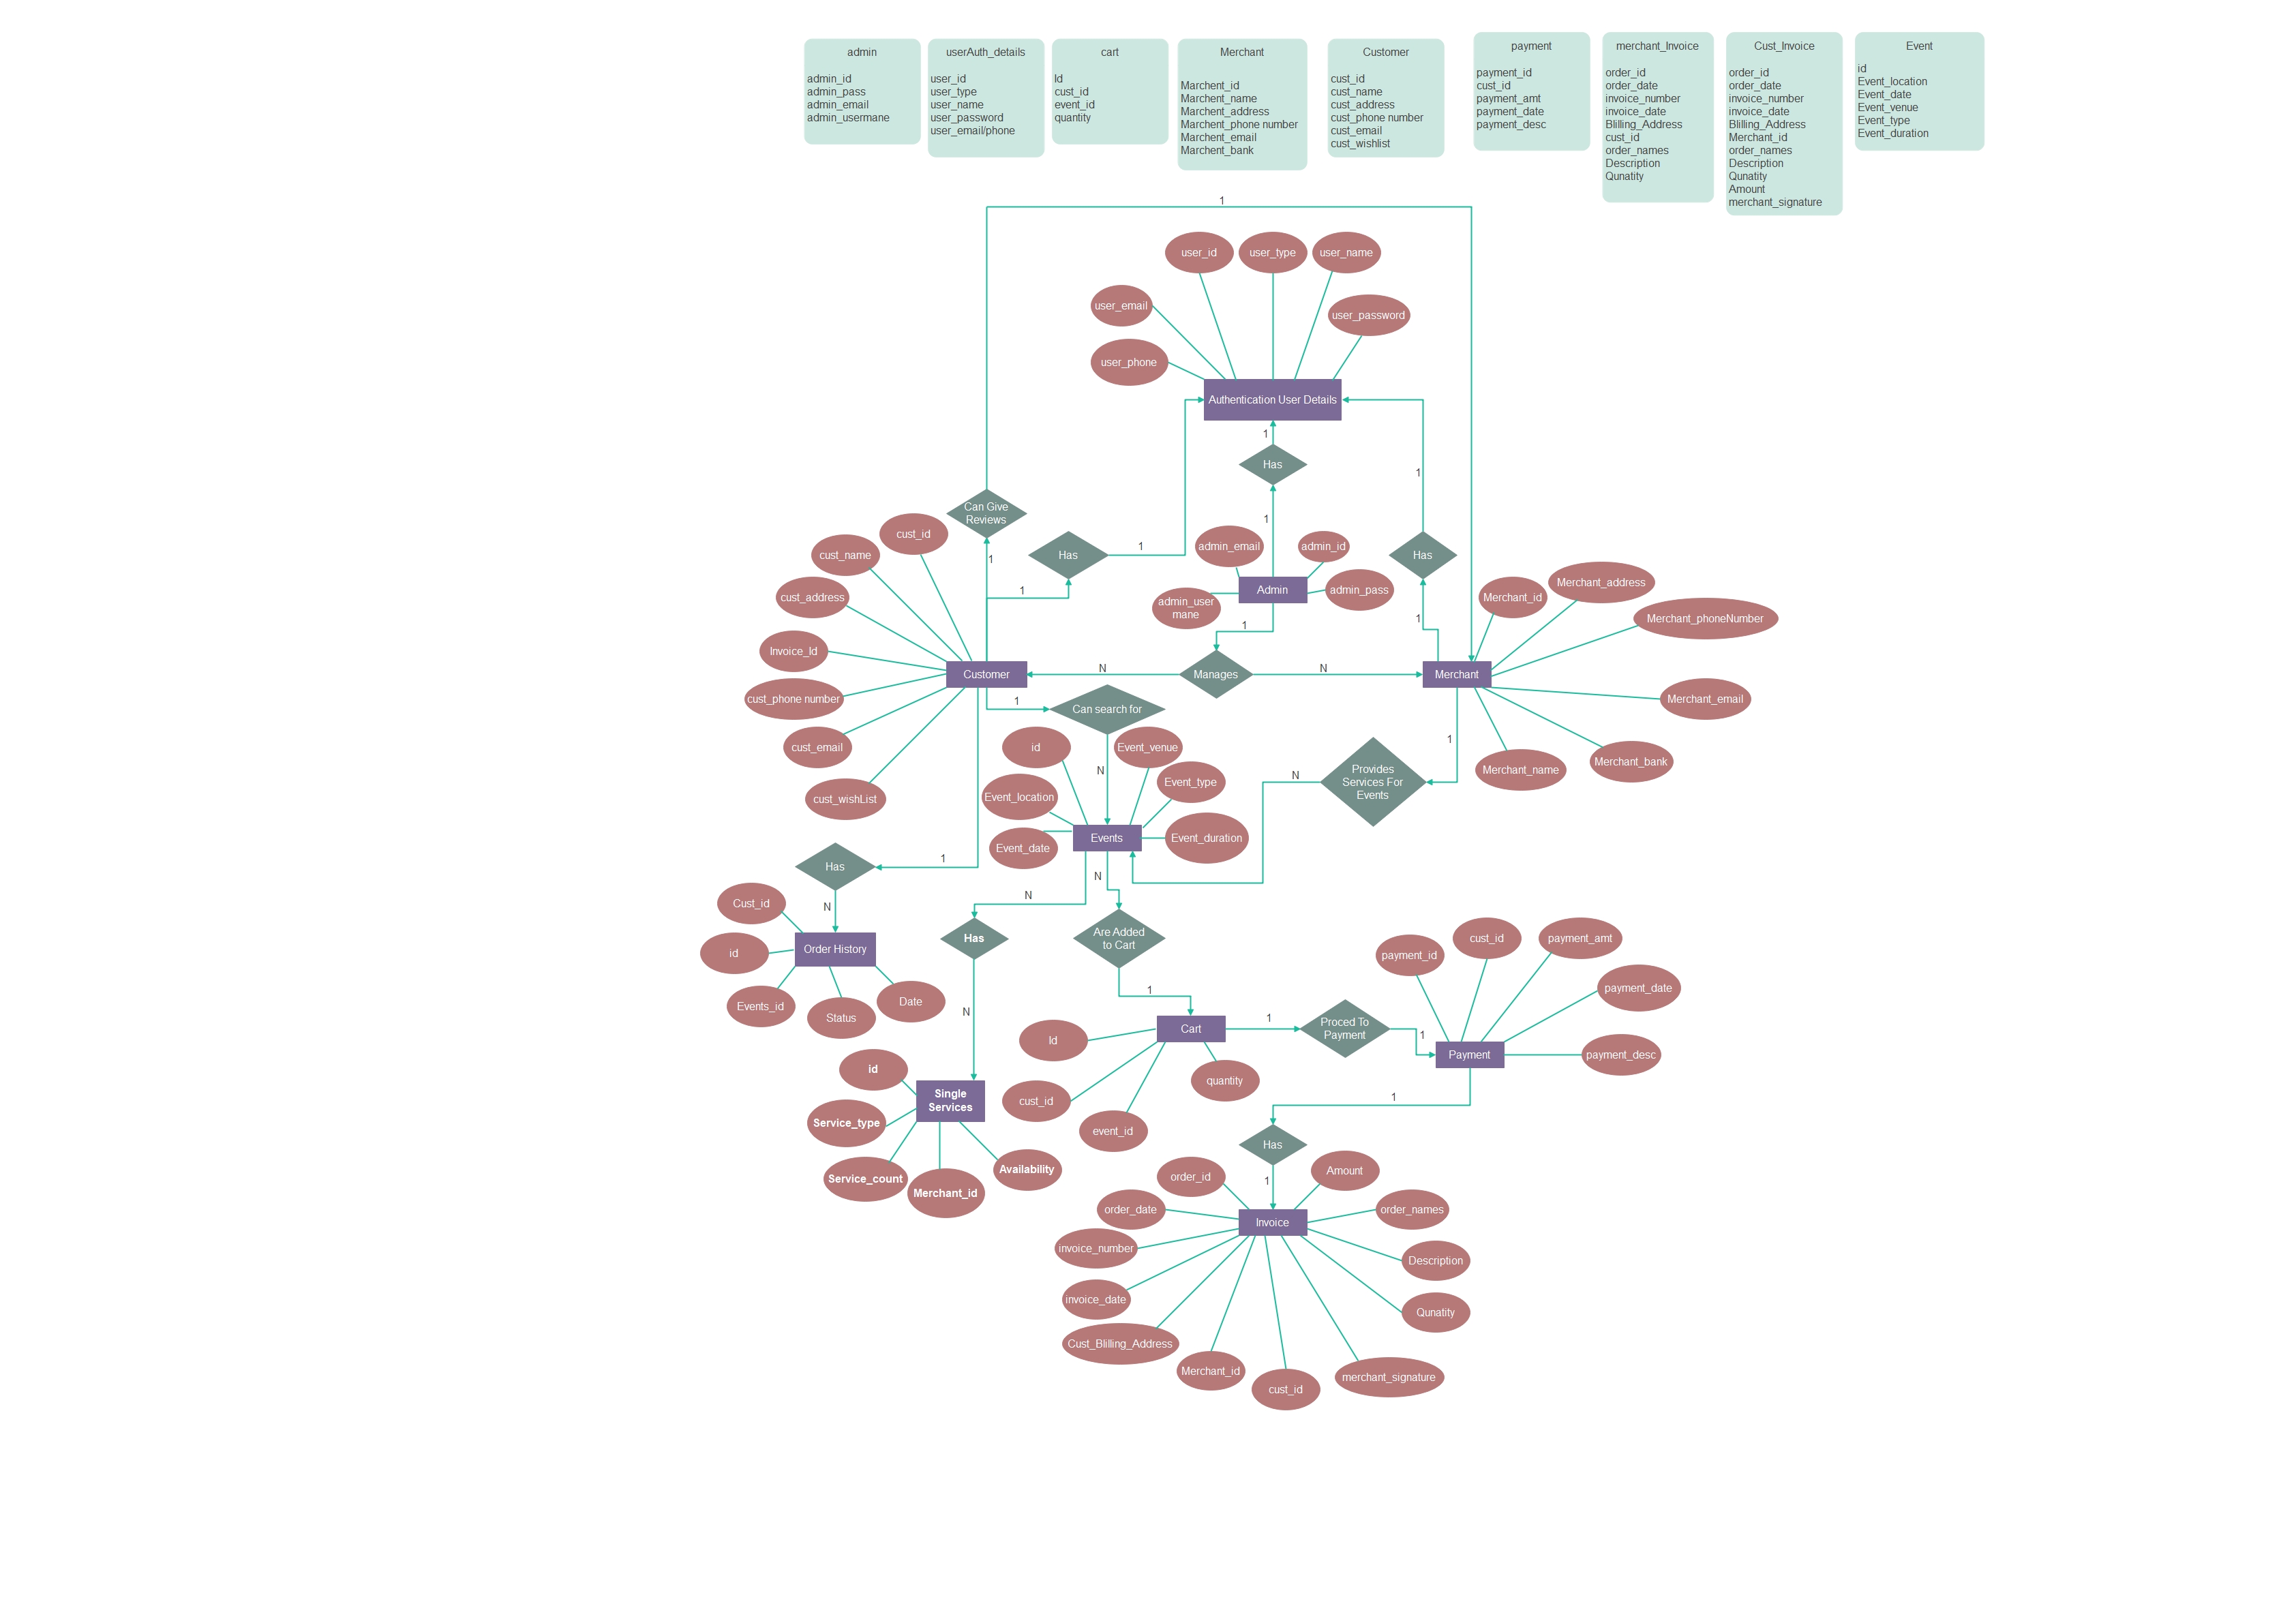 admin
admin_id
admin_pass
admin_email
admin_usermane
userAuth_details
user_id
user_type
user_name
user_password
user_email/phone
cart
Id
cust_id
event_id
quantity
Merchant
Marchent_id
Marchent_name
Marchent_address
Marchent_phone number
Marchent_email
Marchent_bank
Customer
cust_id
cust_name
cust_address
cust_phone number
cust_email
cust_wishlist
payment
payment_id
cust_id
payment_amt
payment_date
payment_desc
merchant_Invoice
order_id
order_date
invoice_number
invoice_date
Blilling_Address
cust_id
order_names
Description
Qunatity
Cust_Invoice
order_id
order_date
invoice_number
invoice_date
Blilling_Address
Merchant_id
order_names
Description
Qunatity
Amount
merchant_signature
Event
id
Event_location
Event_date
Event_venue
Event_type
Event_duration
1
user_id
user_type
user_name
user_email
user_password
user_phone
Authentication User Details
1
Has
1
1
Can Give
Reviews
1
cust_id
cust_name
cust_address
Invoice_Id
cust_phone number
cust_email
cust_wishList
Customer
Has
1
1
admin_email
admin_id
admin_user
mane
admin_pass
Admin
1
Has
1
Manages
N
N
Merchant_id
Merchant_address
Merchant_phoneNumber
Merchant
Merchant_email
Merchant_bank
Merchant_name
1
Can search for
N
id
Event_venue
Event_location
Event_type
Event_date
Event_duration
Events
1
Provides
Services For
Events
N
1
Has
N
Cust_id
id
Order History
Events_id
Status
Date
N
N
Has
N
Are Added
to Cart
1
id
Single
Services
Service_type
Service_count
Merchant_id
Availability
Id
Cart
cust_id
event_id
quantity
1
Proced To
Payment
1
payment_id
cust_id
payment_amt
payment_date
payment_desc
Payment
1
Has
1
order_id
Amount
order_date
order_names
Invoice
invoice_number
Description
invoice_date
Qunatity
Cust_Blilling_Address
Merchant_id
cust_id
merchant_signature